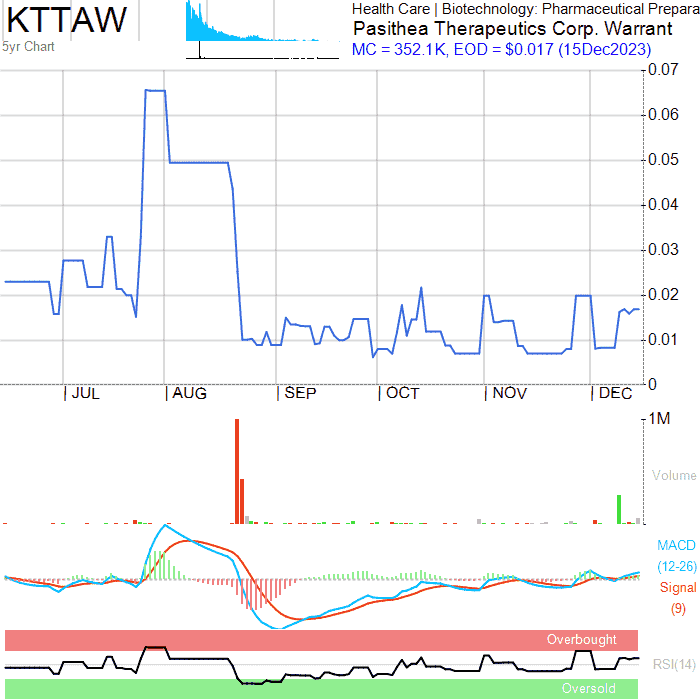 KTTAW
5yr Chart
Health Care | Biotechnology: Pharmaceutical Prepara
Pasithea Therapeutics Corp. Warrant
MC = 352.1K, EOD = $0.017 (15Dec2023)
0.07
0.06
0.05
0.04
0.03
0.02
0.01
0
JUL AUG SEP OCT NOV DEC
1M
Volume
MACD
(12-26)
Signal
(9)
Overbought
RSI(14)
Oversold